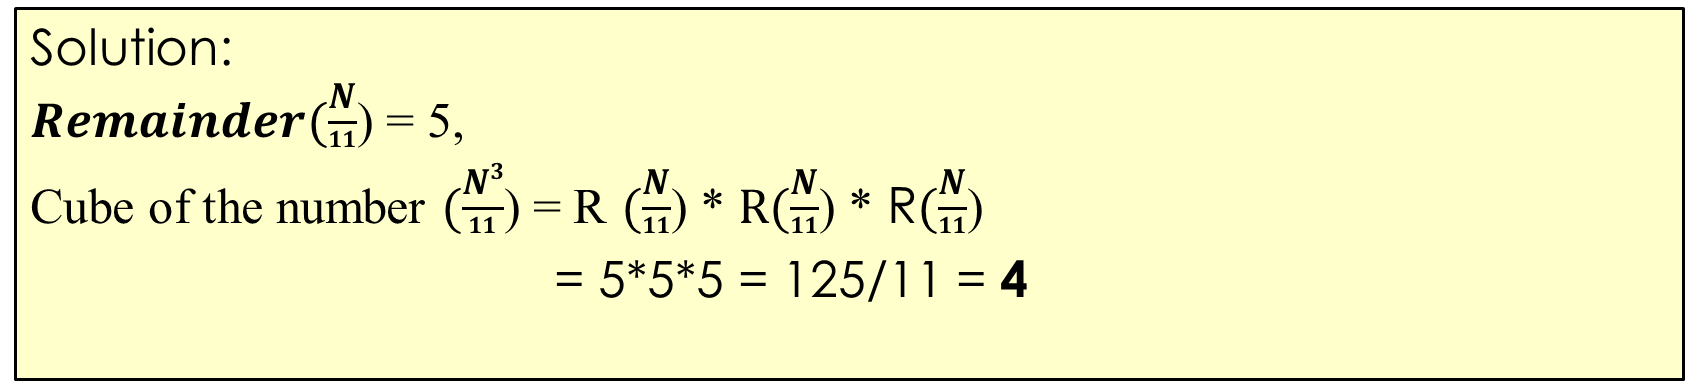 Solution:
Remainder(N/11) = 5,
Cube of the number (N³/11) = R (N/11) * R(N/11) * R(N/11)
= 5*5*5 = 125/11 = 4